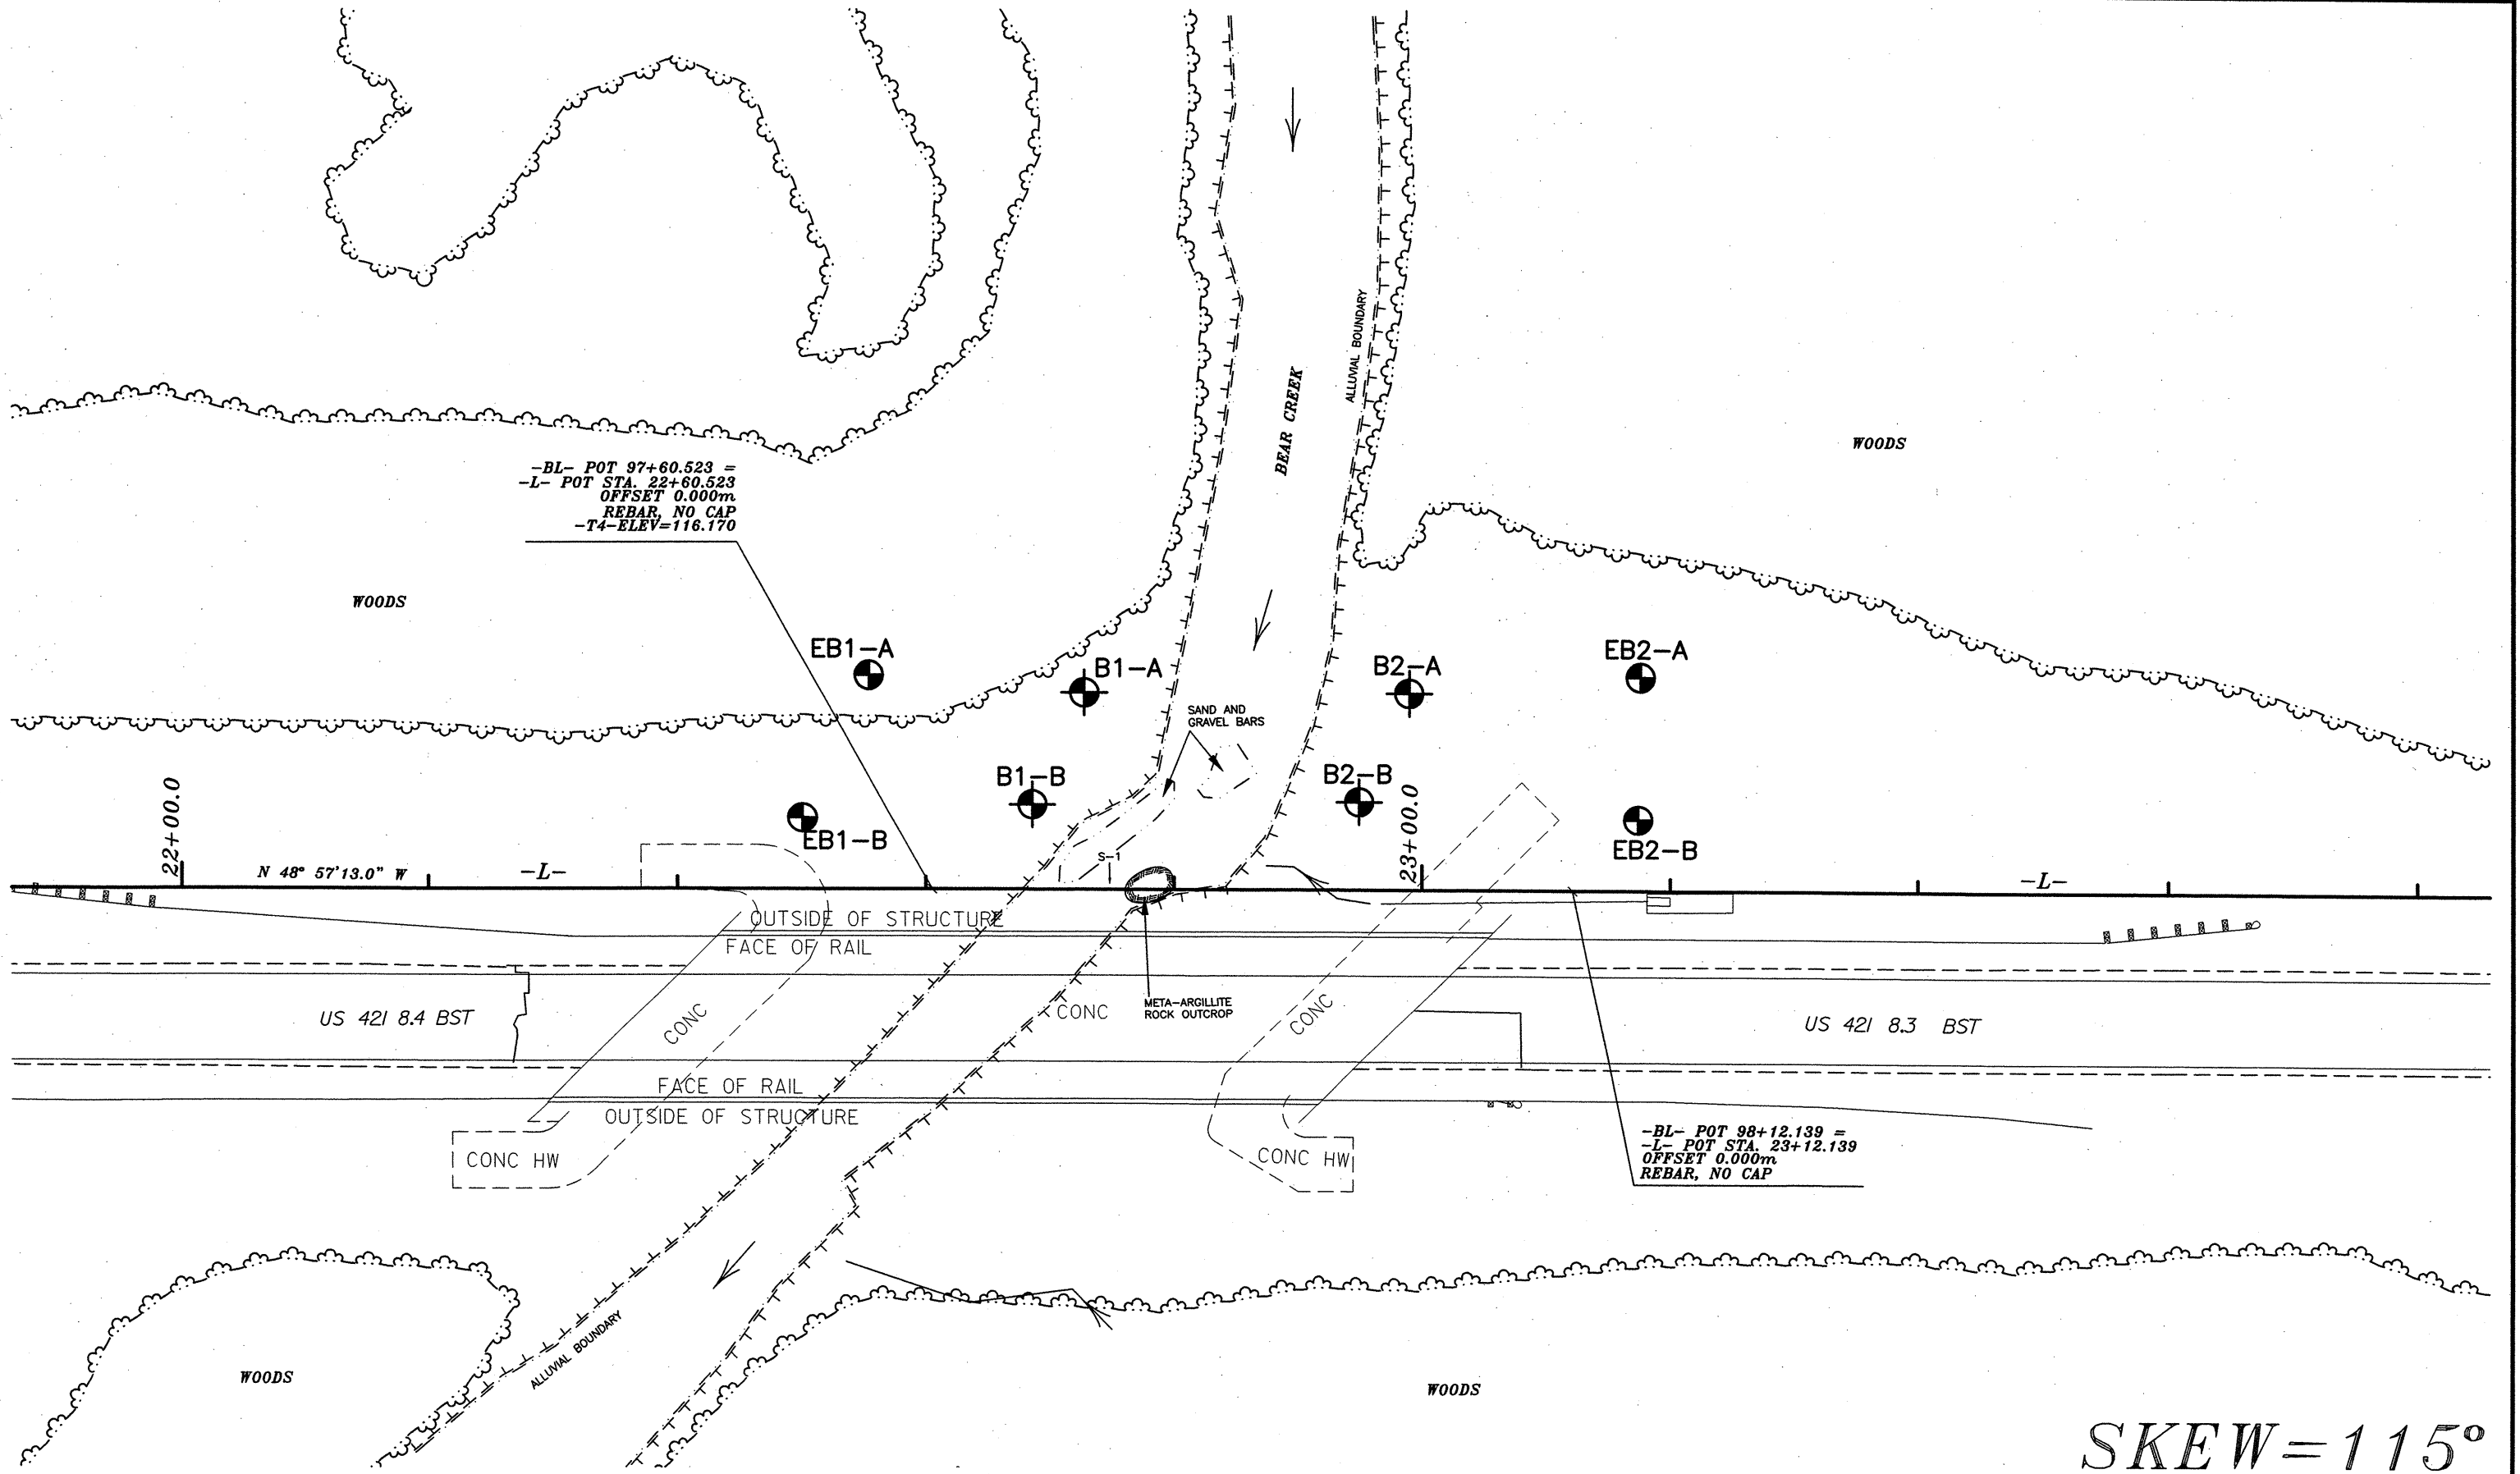 ALLUVIAL BOUNDARY
BEAR CREEK
WOODS
-BL- POT 97+60.523 =
-L- POT STA. 22+60.523
OFFSET 0.000m
REBAR, NO CAP
-T4-ELEV=116.170
WOODS
EB1-A
B1-A
B2-A
EB2-A
SAND AND
GRAVEL BARS
B1-B
B2-B
22+00.0
23+00.0
EB1-B
EB2-B
S-1
N 48° 57'13.0" W
-L-
-L-
OUTSIDE OF STRUCTURE
FACE OF RAIL
META-ARGILLITE
ROCK OUTCROP
CONC
CONC
CONC
US 421 8.4 BST
US 421 8.3 BST
FACE OF RAIL
OUTSIDE OF STRUCTURE
CONC HW
CONC HW
-BL- POT 98+12.139 =
-L- POT STA. 23+12.139
OFFSET 0.000m
REBAR, NO CAP
ALLUVIAL BOUNDARY
WOODS
WOODS
SKEW=115°